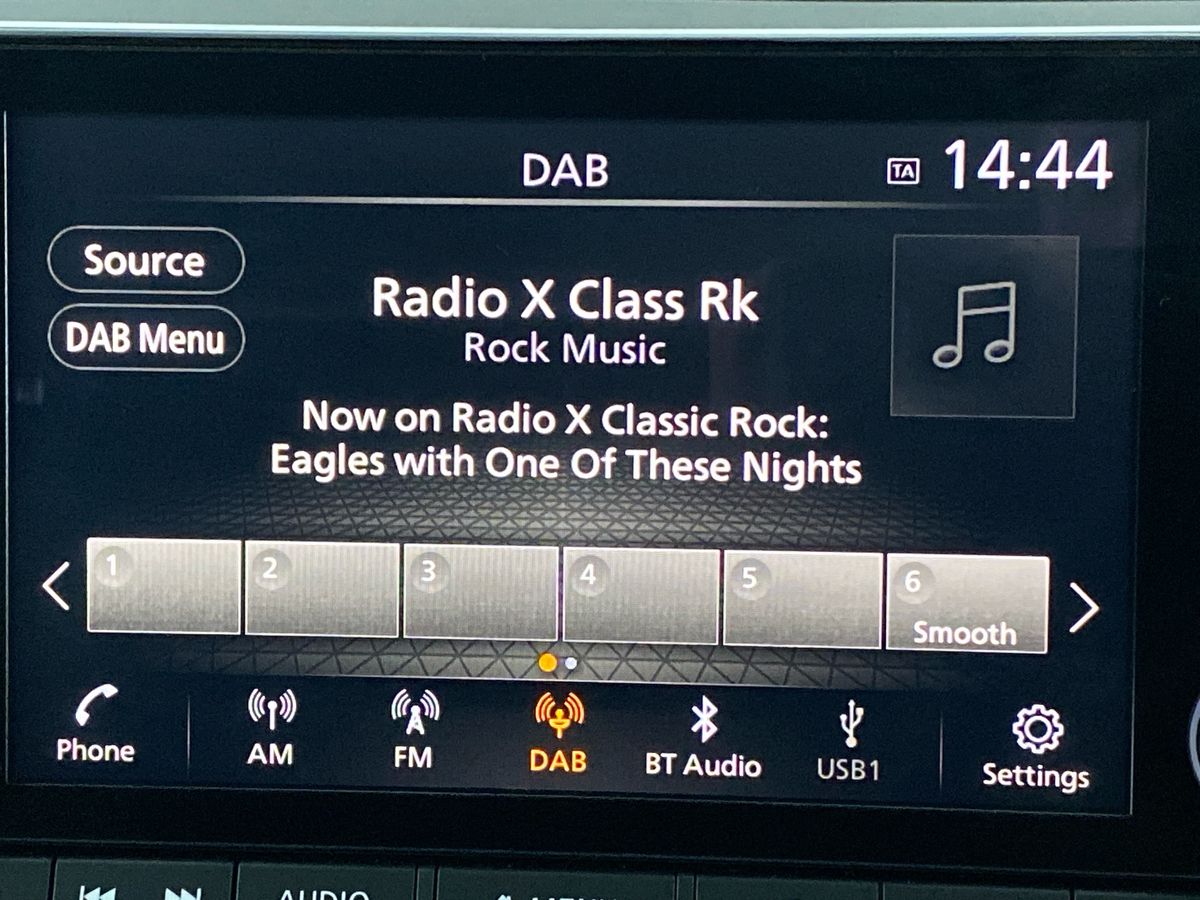 DAB
TA 14:44
Source
DAB Menu
Radio X Class Rk
Rock Music
Now on Radio X Classic Rock:
Eagles with One Of These Nights
1 2 3 4 5 6
Smooth
Phone AM FM DAB BT Audio USB1 Settings
AUDIO MENU